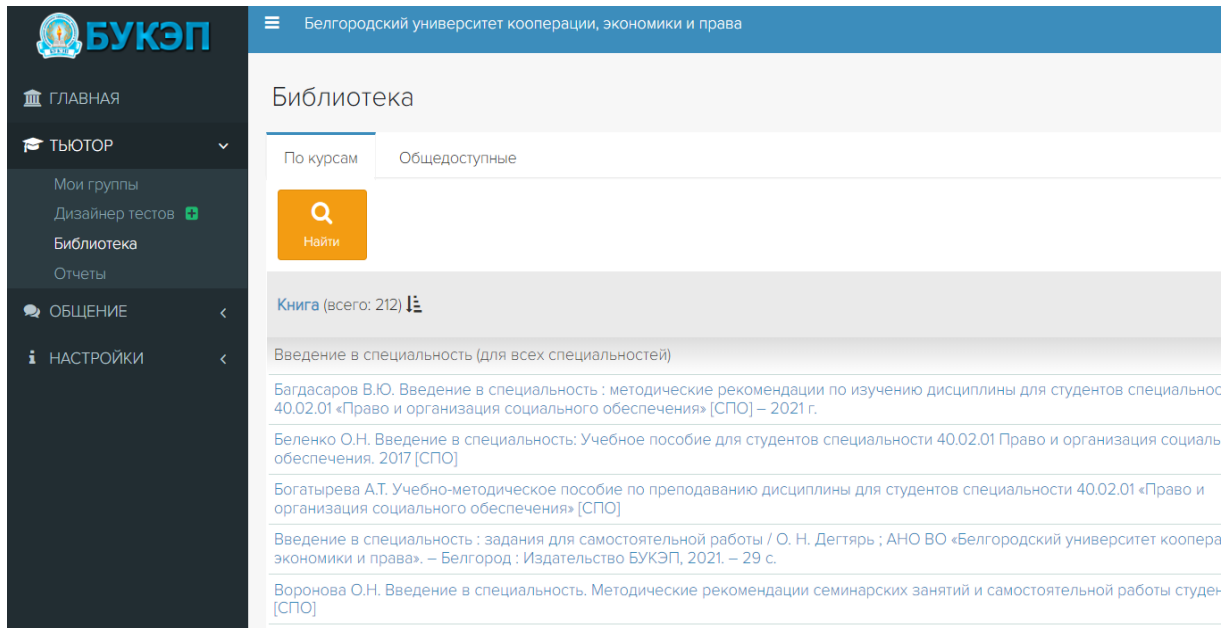 БУКЭП
Белгородский университет кооперации, экономики и права
ГЛАВНАЯ
ТЬЮТОР
Мои группы
Дизайнер тестов
Библиотека
Отчеты
ОБЩЕНИЕ
НАСТРОЙКИ
Библиотека
По курсам Общедоступные
Найти
Книга (всего: 212)
Введение в специальность (для всех специальностей)
Багдасаров В.Ю. Введение в специальность : методические рекомендации по изучению дисциплины для студентов специальнос
40.02.01 «Право и организация социального обеспечения» [СПО] – 2021 г.
Беленко О.Н. Введение в специальность: Учебное пособие для студентов специальности 40.02.01 Право и организация социаль
обеспечения. 2017 [СПО]
Богатырева А.Т. Учебно-методическое пособие по преподаванию дисциплины для студентов специальности 40.02.01 «Право и
организация социального обеспечения» [СПО]
Введение в специальность : задания для самостоятельной работы / О. Н. Дегтярь ; АНО ВО «Белгородский университет коопера
экономики и права». – Белгород : Издательство БУКЭП, 2021. – 29 с.
Воронова О.Н. Введение в специальность. Методические рекомендации семинарских занятий и самостоятельной работы студен
[СПО]